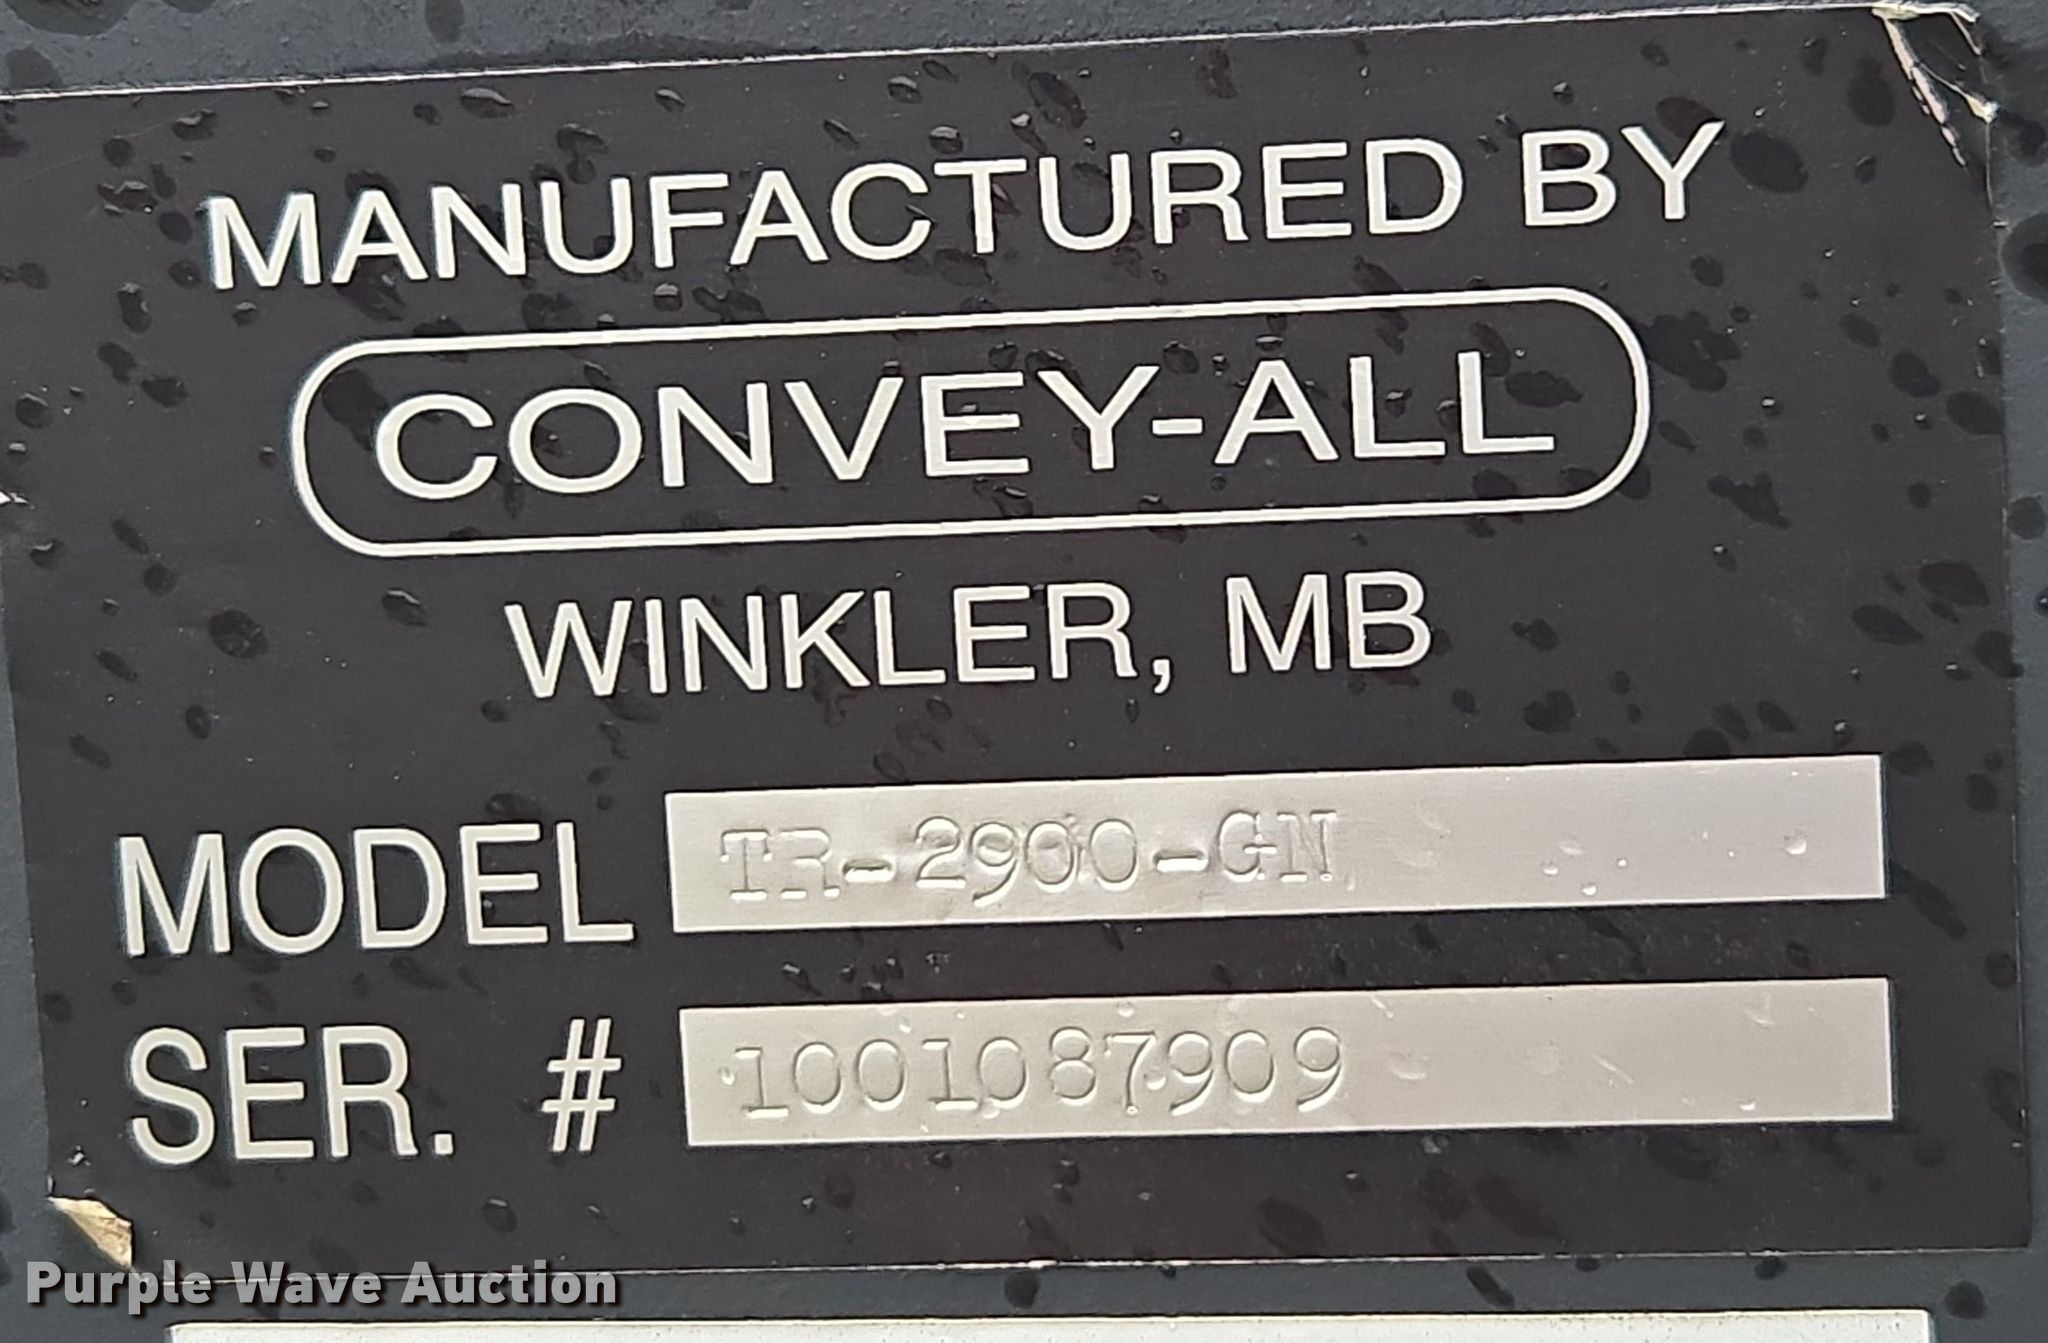 MANUFACTURED BY
CONVEY-ALL
WINKLER, MB
MODEL TR-2900-GN
SER. # 1001087909
Purple Wave Auction